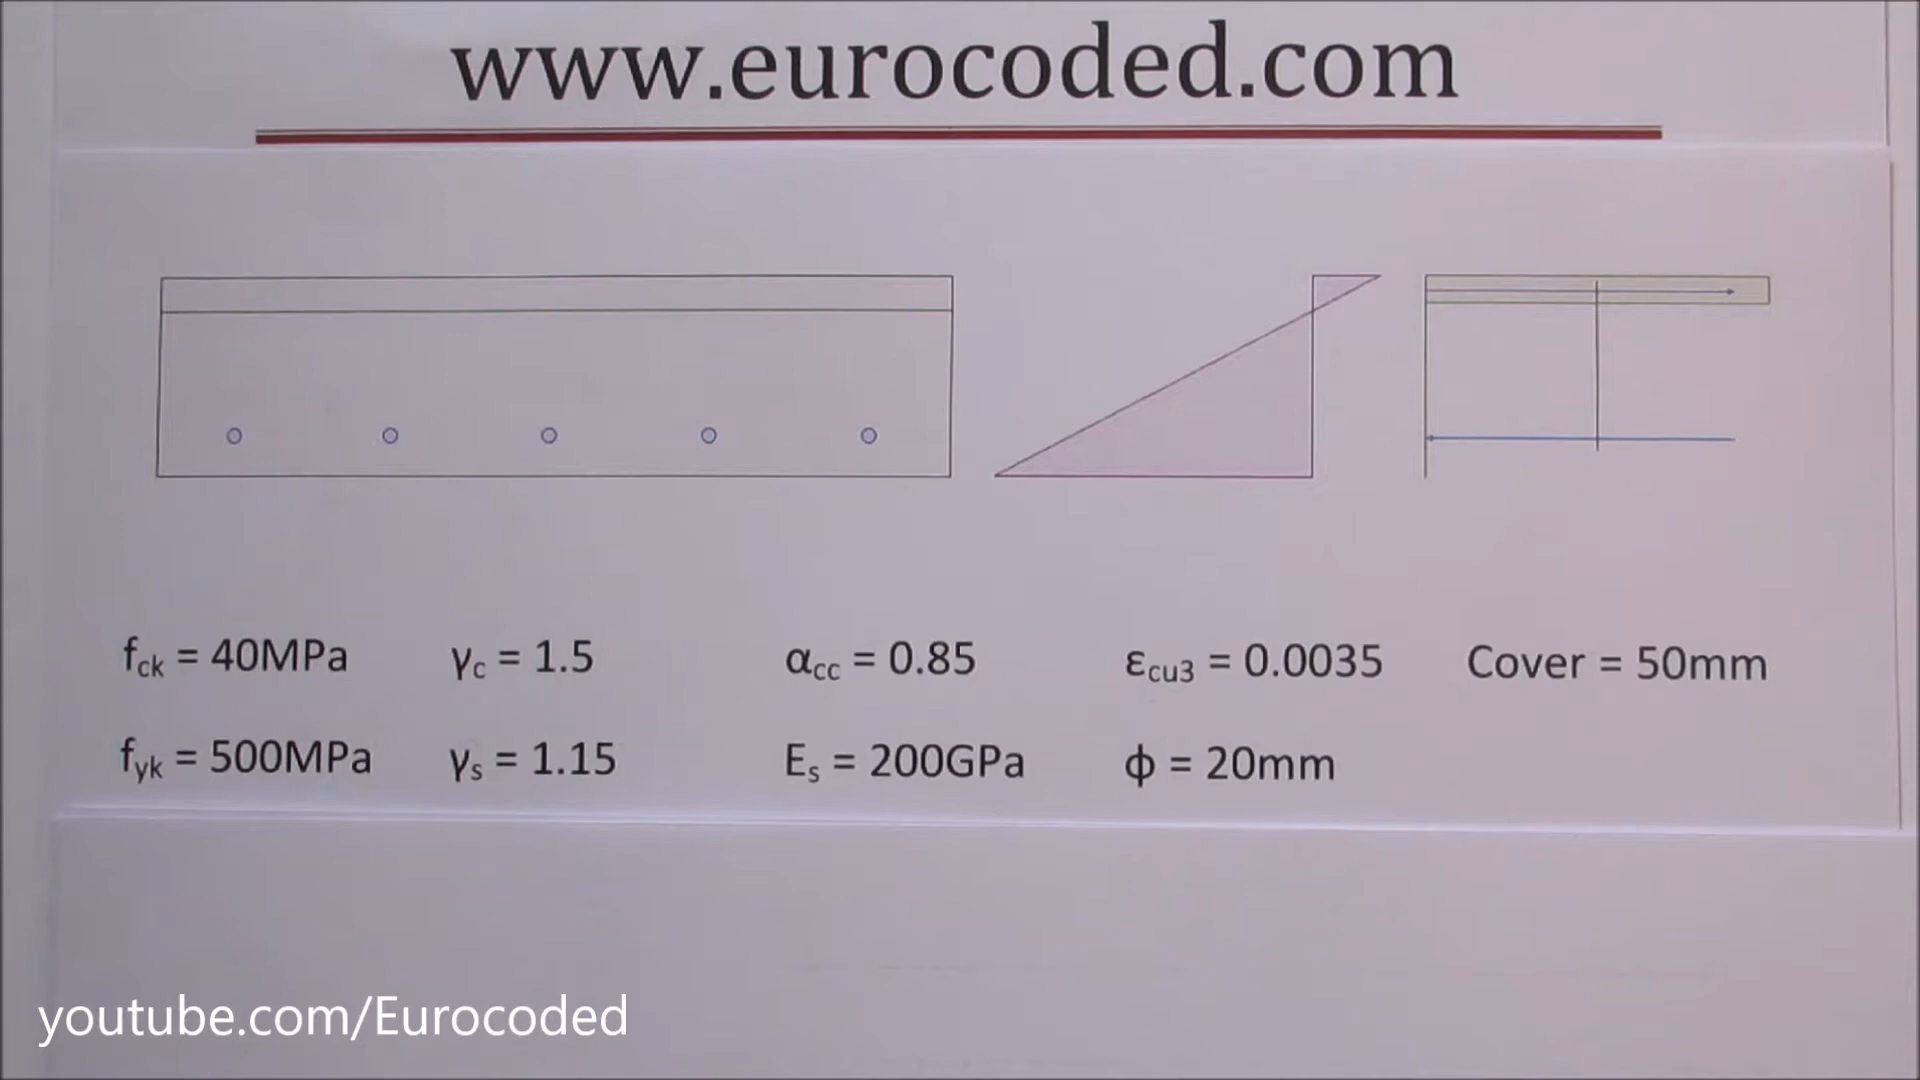 www.eurocoded.com
fck = 40MPa γc = 1.5 αcc = 0.85 εcu3 = 0.0035 Cover = 50mm
fyk = 500MPa γs = 1.15 Es = 200GPa ϕ = 20mm
youtube.com/Eurocoded